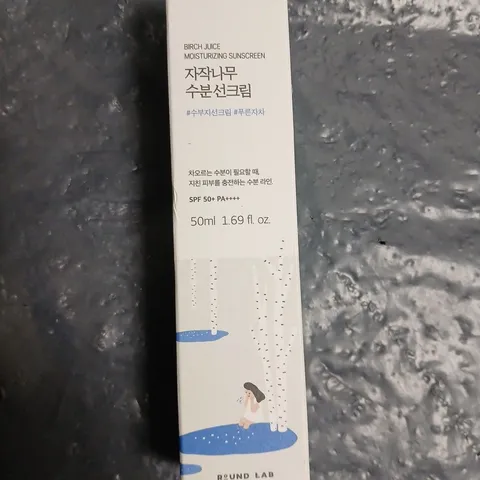 BIRCH JUICE
MOISTURIZING SUNSCREEN
자작나무
수분선크림
#수부지선크림 #푸른자차
차오르는 수분이 필요할 때,
지친 피부를 충전하는 수분 라인.
SPF 50+ PA++++
50ml 1.69 fl. oz.
ROUND LAB